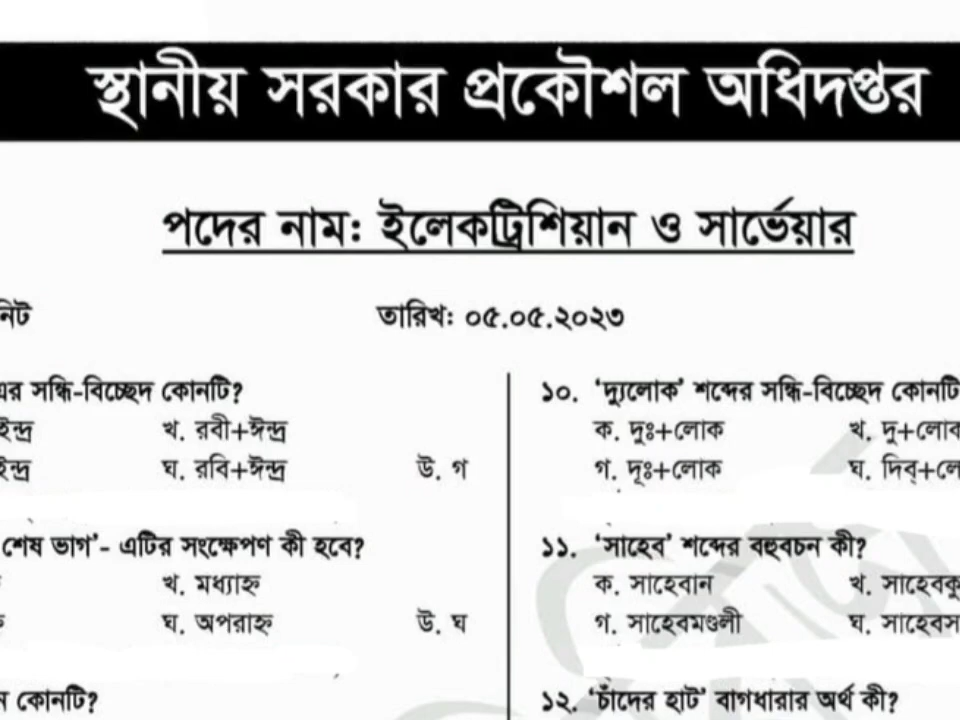 স্থানীয় সরকার প্রকৌশল অধিদপ্তর
পদের নাম: ইলেকট্রিশিয়ান ও সার্ভেয়ার
তারিখ: ০৫.০৫.২০২৩
সন্ধি-বিচ্ছেদ কোনটি?
খ. রবী+ঈন্দ্র
ঘ. রবি+ঈন্দ্র উ. গ
শেষ ভাগ’- এটির সংক্ষেপণ কী হবে?
খ. মধ্যাহ্ন
ঘ. অপরাহ্ন উ. ঘ
কোনটি?
১০. ‘দ্যুলোক’ শব্দের সন্ধি-বিচ্ছেদ কোনটি
ক. দুঃ+লোক খ. দু+লোক
গ. দূঃ+লোক ঘ. দিব্+
১১. ‘সাহেব’ শব্দের বহুবচন কী?
ক. সাহেবান খ.
গ. সাহেবমণ্ডলী ঘ.
১২. ‘চাঁদের হাট’ বাগধারার অর্থ কী?